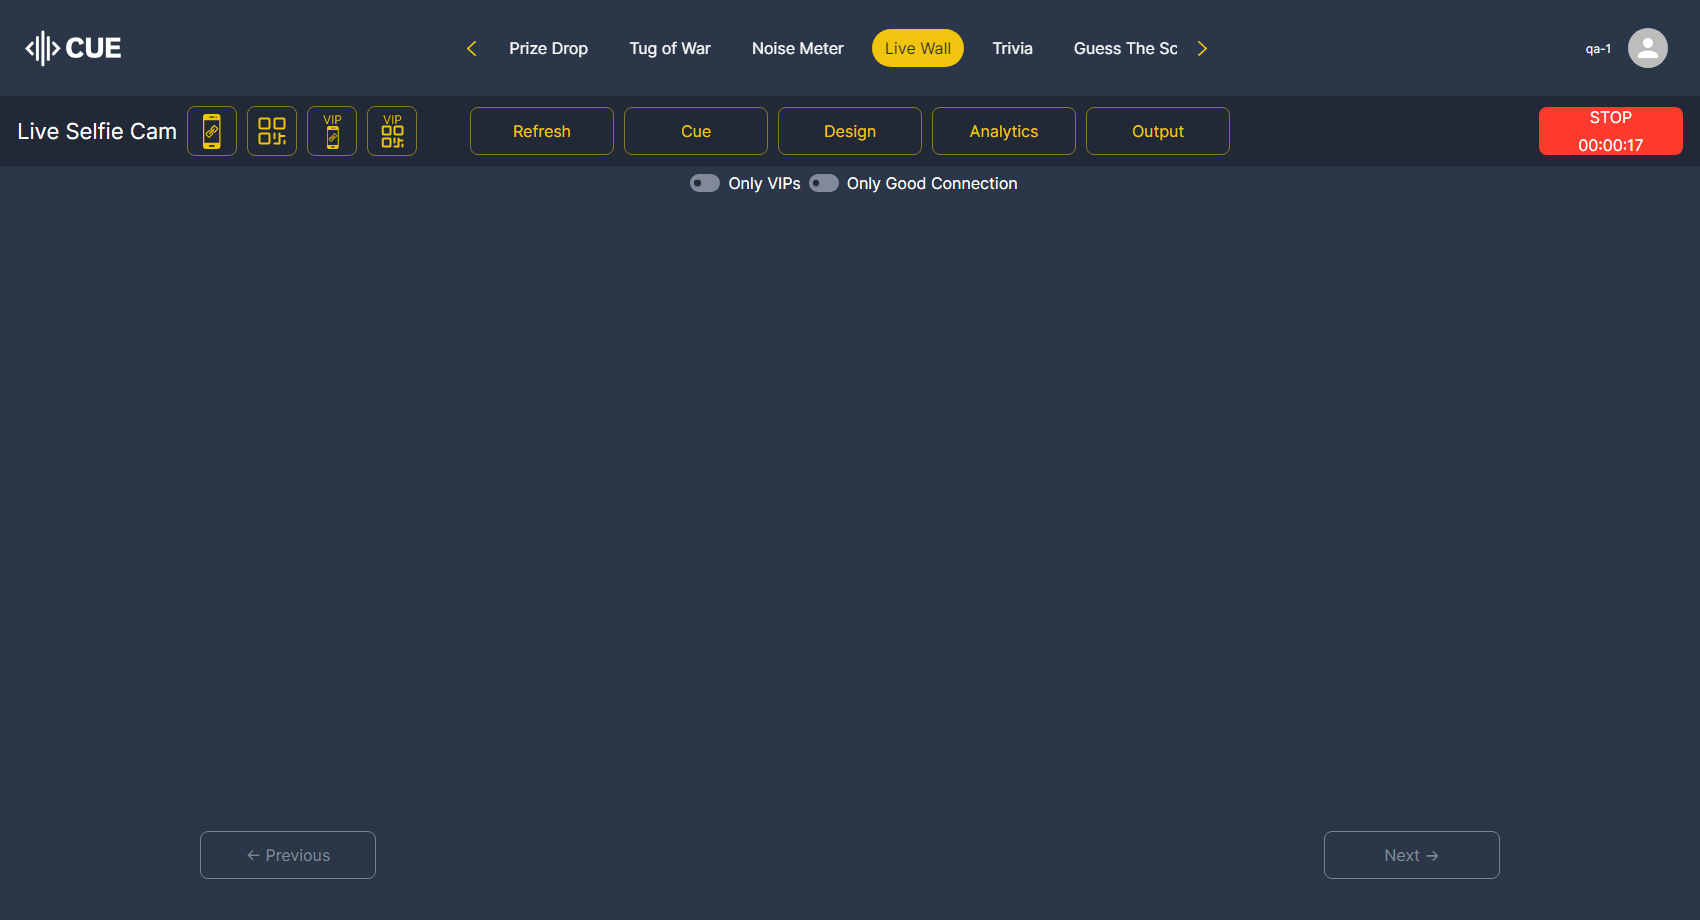 CUE
Prize Drop
Tug of War
Noise Meter
Live Wall
Trivia
Guess The Sc
qa-1
Live Selfie Cam
VIP
VIP
Refresh
Cue
Design
Analytics
Output
STOP
00:00:17
Only VIPs
Only Good Connection
← Previous
Next →